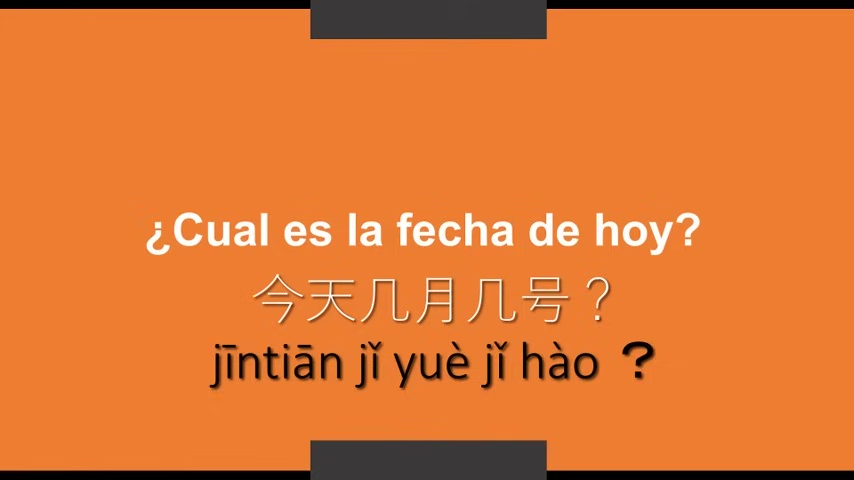 ¿Cual es la fecha de hoy?
今天几月几号？
jīntiān jǐ yuè jǐ hào ？